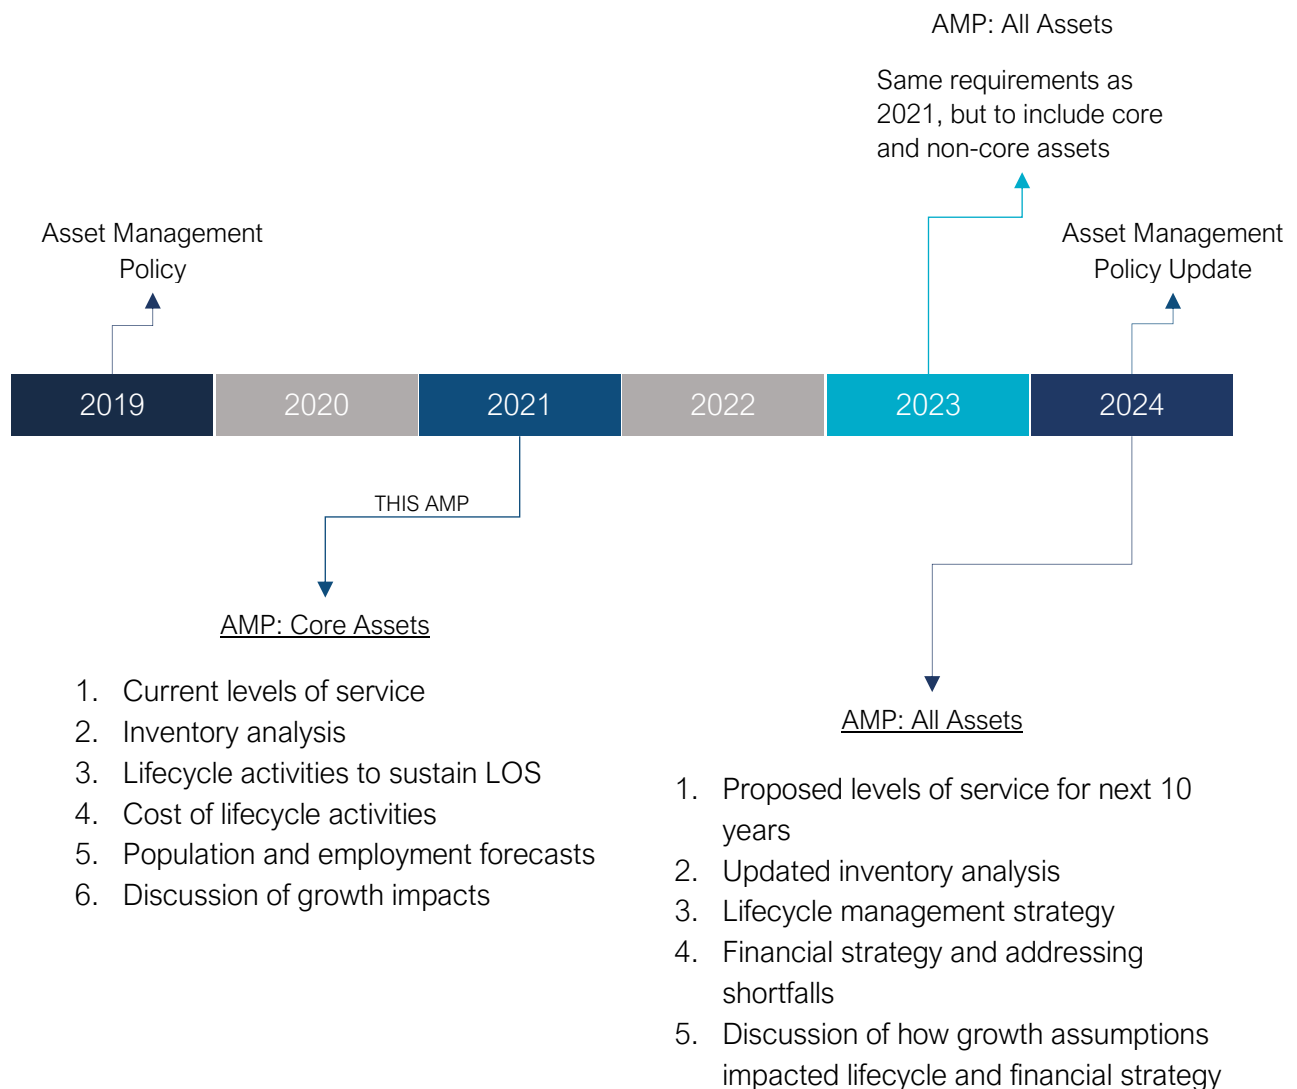 AMP: All Assets
Same requirements as
2021, but to include core
and non-core assets
Asset Management
Policy
Asset Management
Policy Update
2019
2020
2021
2022
2023
2024
THIS AMP
AMP: Core Assets
1. Current levels of service
2. Inventory analysis
3. Lifecycle activities to sustain LOS
4. Cost of lifecycle activities
5. Population and employment forecasts
6. Discussion of growth impacts
AMP: All Assets
1. Proposed levels of service for next 10
years
2. Updated inventory analysis
3. Lifecycle management strategy
4. Financial strategy and addressing
shortfalls
5. Discussion of how growth assumptions
impacted lifecycle and financial strategy